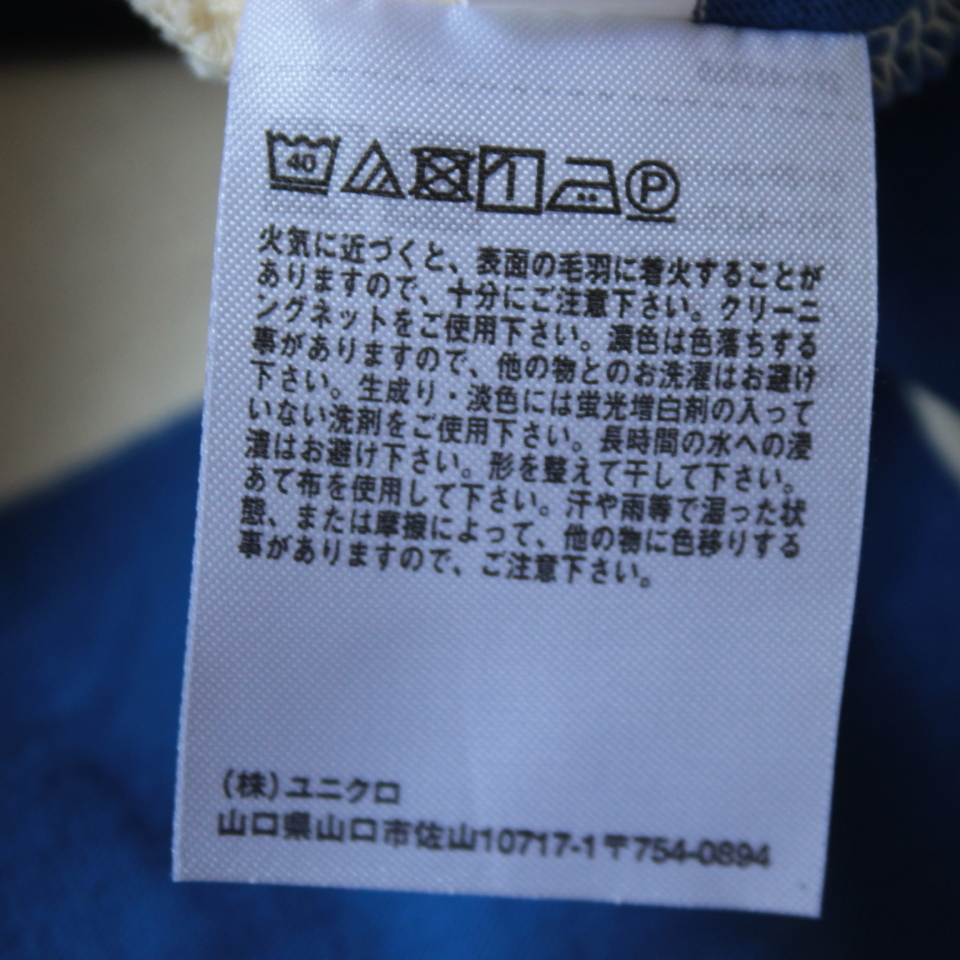 40
P
火気に近づくと、表面の毛羽に着火することが
ありますので、十分にご注意下さい。クリーニ
ングネットをご使用下さい。濃色は色落ちする
事がありますので、他の物とのお洗濯はお避け
下さい。生成り・淡色には蛍光増白剤の入って
いない洗剤をご使用下さい。長時間の水への浸
漬はお避け下さい。形を整えて干して下さい。
あて布を使用して下さい。汗や雨等で湿った状
態、または摩擦によって、他の物に色移りする
事がありますので、ご注意下さい。
(株)ユニクロ
山口県山口市佐山10717-1〒754-0894